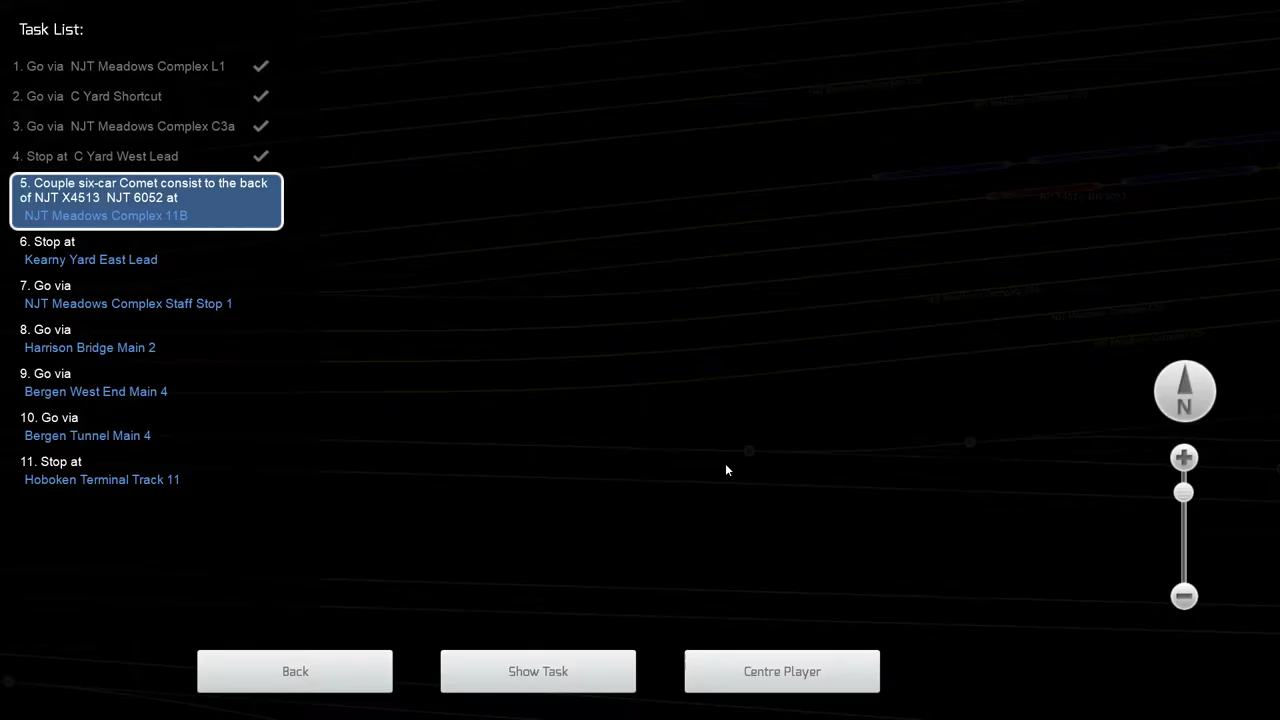 Task List:
1. Go via NJT Meadows Complex L1
2. Go via C Yard Shortcut
3. Go via NJT Meadows Complex C3a
4. Stop at C Yard West Lead
5. Couple six-car Comet consist to the back
of NJT X4513 NJT 6052 at
NJT Meadows Complex 11B
6. Stop at
Kearny Yard East Lead
7. Go via
NJT Meadows Complex Staff Stop 1
8. Go via
Harrison Bridge Main 2
9. Go via
Bergen West End Main 4
10. Go via
Bergen Tunnel Main 4
11. Stop at
Hoboken Terminal Track 11
N
Back
Show Task
Centre Player